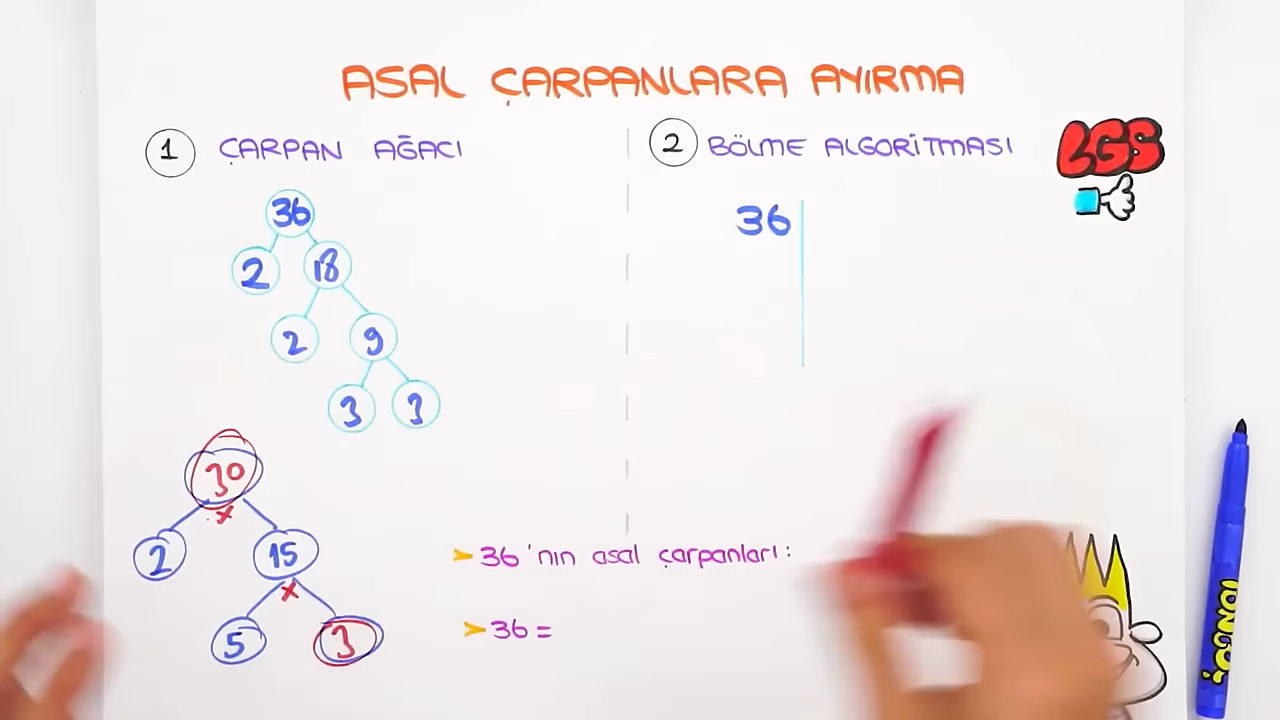 ASAL ÇARPANLARA AYIRMA
1 ÇARPAN AĞACI
36
2 18
2 9
3 3
30
x
2 15
x
5 3
2 BÖLME ALGORİTMASI
36
LGS
➤ 36'nın asal çarpanları:
➤ 36 =
TONGUÇ